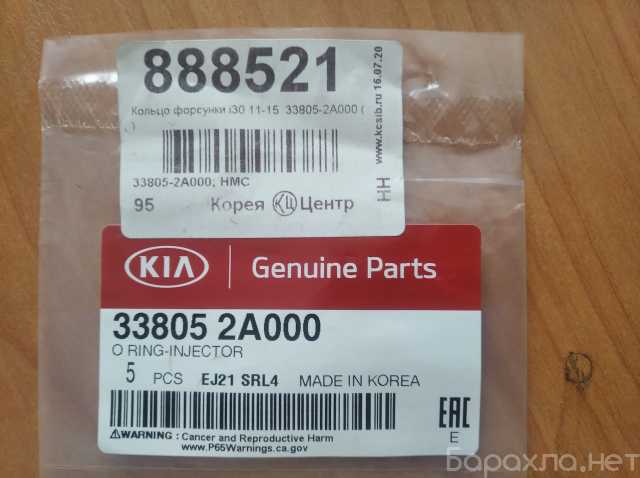 888521
Кольцо форсунки i30 11-15 33805-2A000 (
)
33805-2A000; HMC
95 Корея КЦ Центр
www.kcsib.ru 16.07.20
HH
KIA Genuine Parts
33805 2A000
O RING-INJECTOR
5 PCS EJ21 SRL4 MADE IN KOREA
EAC
E
WARNING : Cancer and Reproductive Harm
www.P65Warnings.ca.gov
Барахла.нет